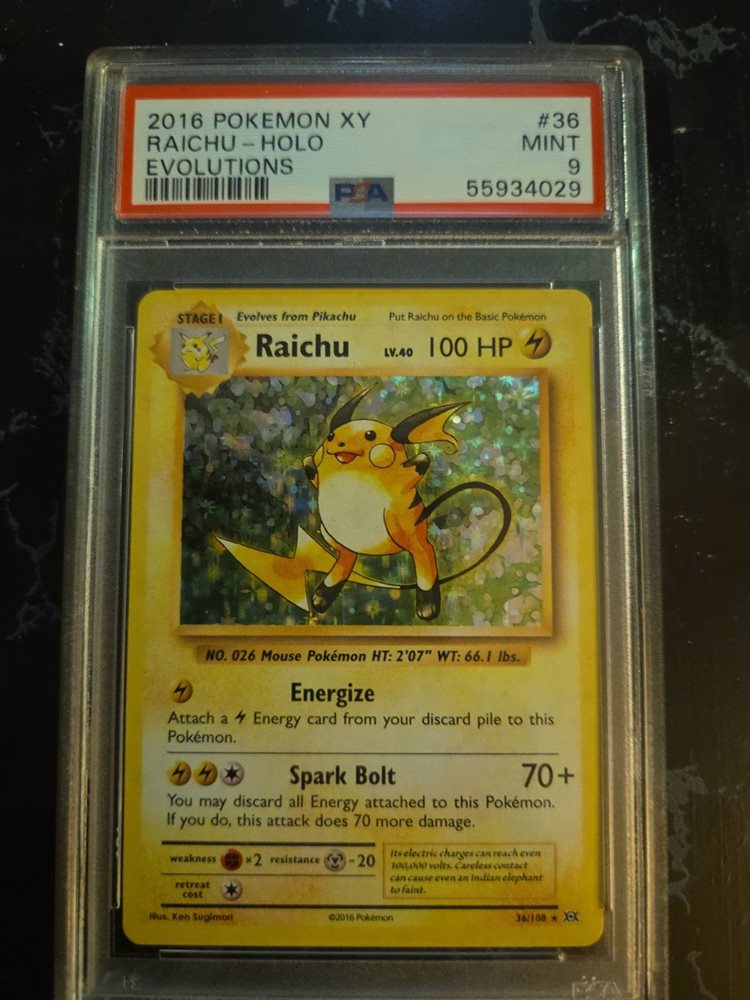 2016 POKEMON XY #36
RAICHU - HOLO MINT
EVOLUTIONS 9
PSA 55934029
STAGE 1 Evolves from Pikachu Put Raichu on the Basic Pokémon
Raichu LV.40 100 HP
NO. 026 Mouse Pokémon HT: 2'07" WT: 66.1 lbs.
Energize
Attach a Energy card from your discard pile to this
Pokémon.
Spark Bolt 70+
You may discard all Energy attached to this Pokémon.
If you do, this attack does 70 more damage.
weakness ×2 resistance -20
retreat
cost
Its electric charges can reach even
100,000 volts. Careless contact
can cause even an Indian elephant
to faint.
Illus. Ken Sugimori ©2016 Pokémon 36/108 ★